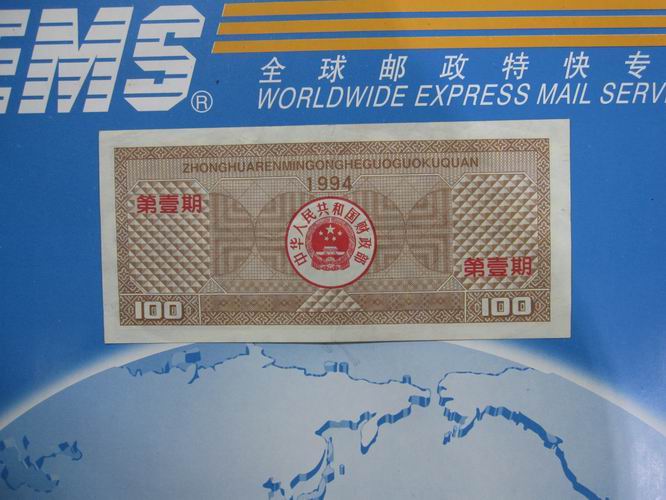 EMS®
全球邮政特快专
WORLDWIDE EXPRESS MAIL SERV
ZHONGHUARENMINGONGHEGUOGUOKUQUAN
1994
第壹期
中华人民共和国财政部
第壹期
100
100